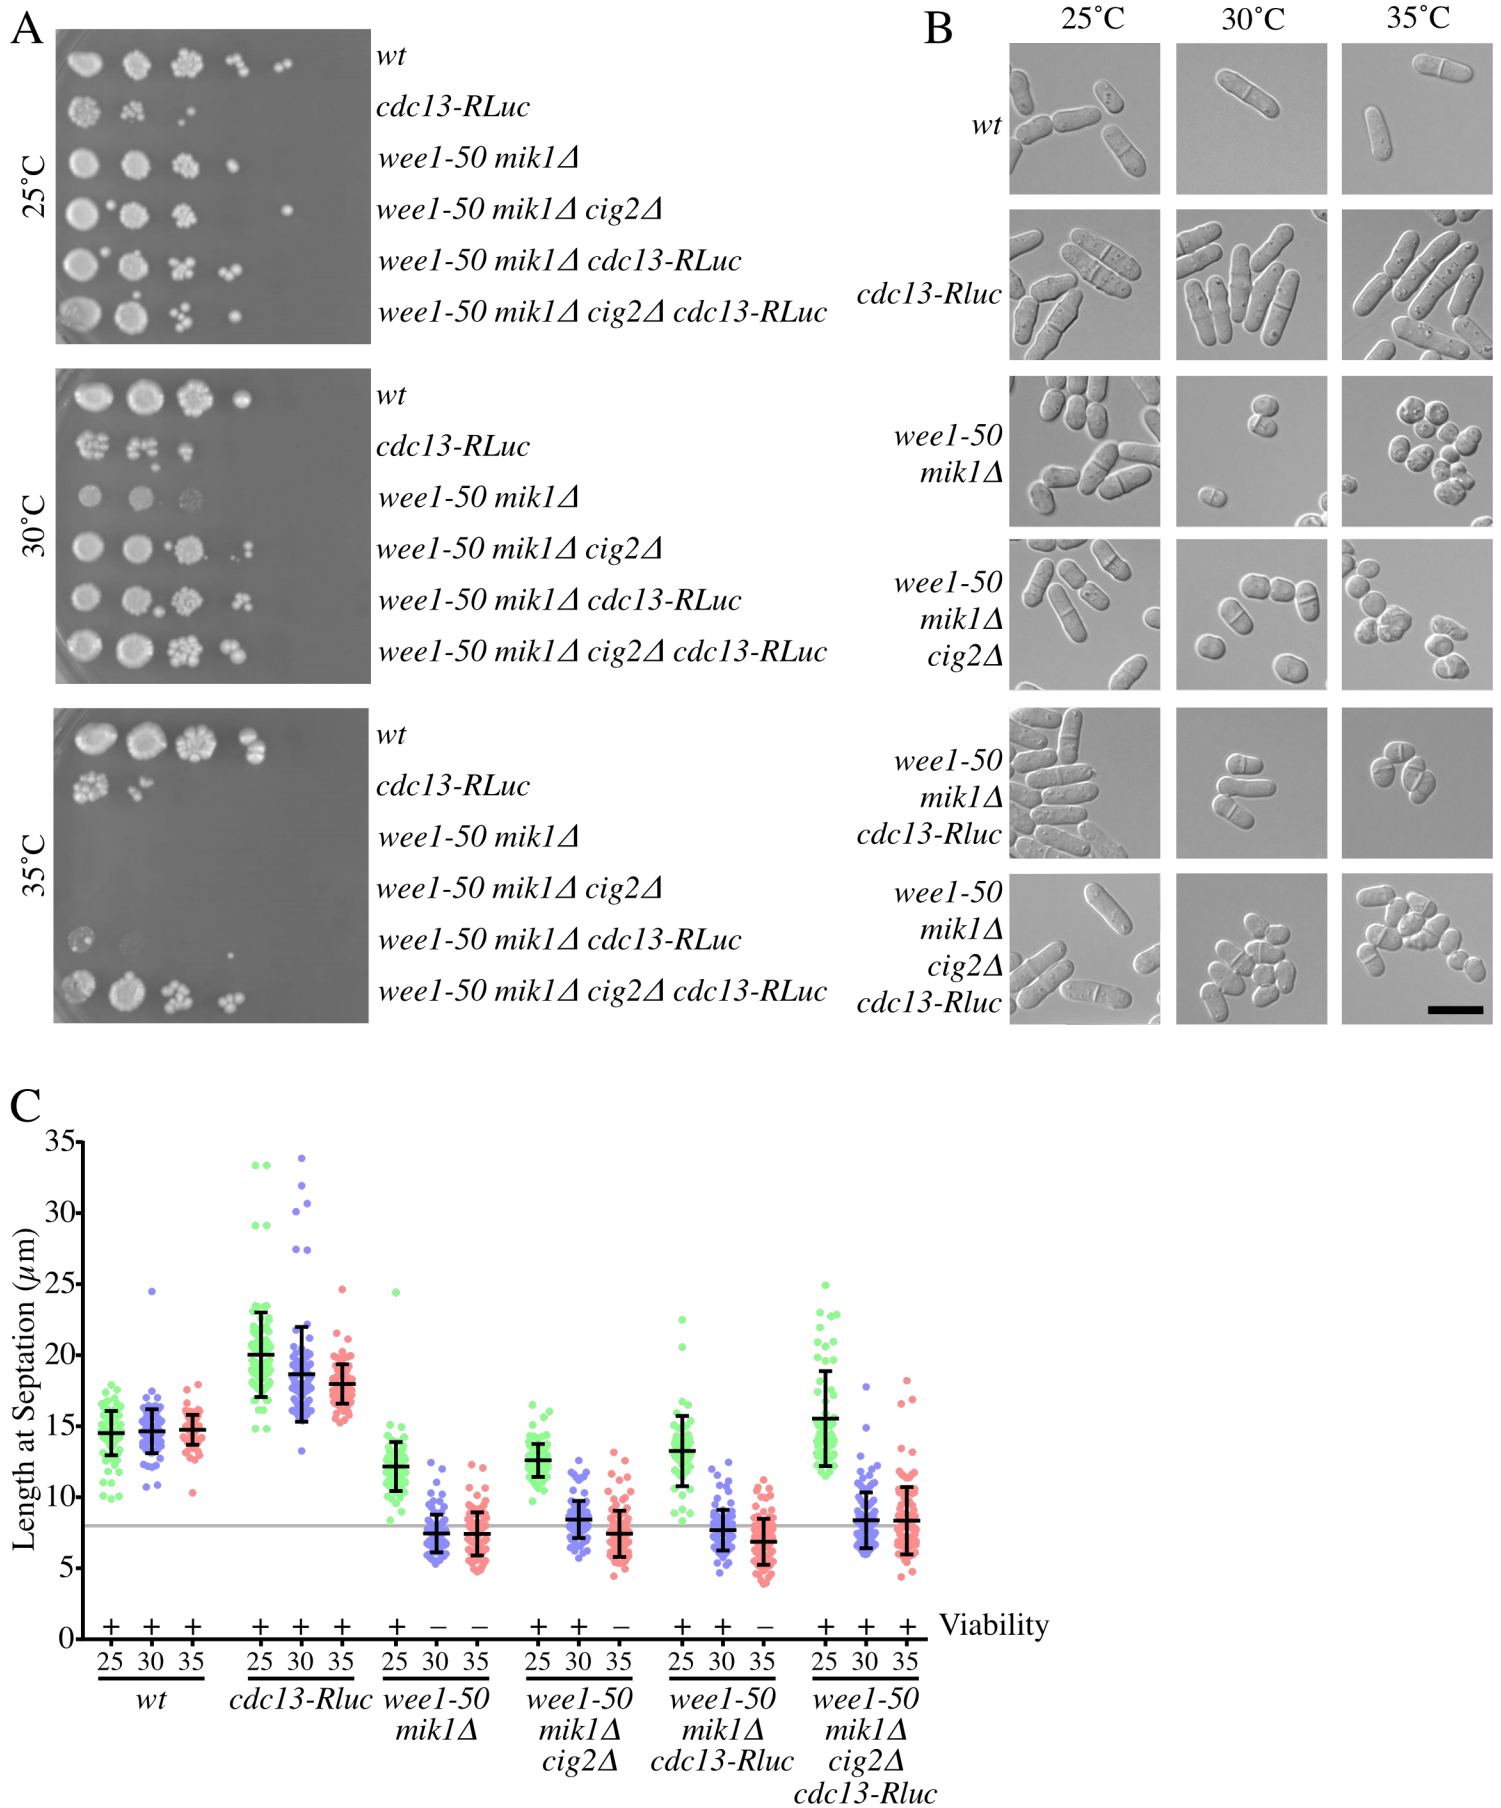 A
25˚C
wt
cdc13-RLuc
wee1-50 mik1Δ
wee1-50 mik1Δ cig2Δ
wee1-50 mik1Δ cdc13-RLuc
wee1-50 mik1Δ cig2Δ cdc13-RLuc
30˚C
wt
cdc13-RLuc
wee1-50 mik1Δ
wee1-50 mik1Δ cig2Δ
wee1-50 mik1Δ cdc13-RLuc
wee1-50 mik1Δ cig2Δ cdc13-RLuc
35˚C
wt
cdc13-RLuc
wee1-50 mik1Δ
wee1-50 mik1Δ cig2Δ
wee1-50 mik1Δ cdc13-RLuc
wee1-50 mik1Δ cig2Δ cdc13-RLuc
B
25˚C 30˚C 35˚C
wt
cdc13-Rluc
wee1-50
mik1Δ
wee1-50
mik1Δ
cig2Δ
wee1-50
mik1Δ
cdc13-Rluc
wee1-50
mik1Δ
cig2Δ
cdc13-Rluc
C
Length at Septation (μm)
35
30
25
20
15
10
5
0
+ + + + + + + – – + + – + + – + + + Viability
25 30 35 25 30 35 25 30 35 25 30 35 25 30 35 25 30 35
wt cdc13-Rluc wee1-50 wee1-50 wee1-50 wee1-50
mik1Δ mik1Δ mik1Δ mik1Δ
cig2Δ cdc13-Rluc cig2Δ
cdc13-Rluc